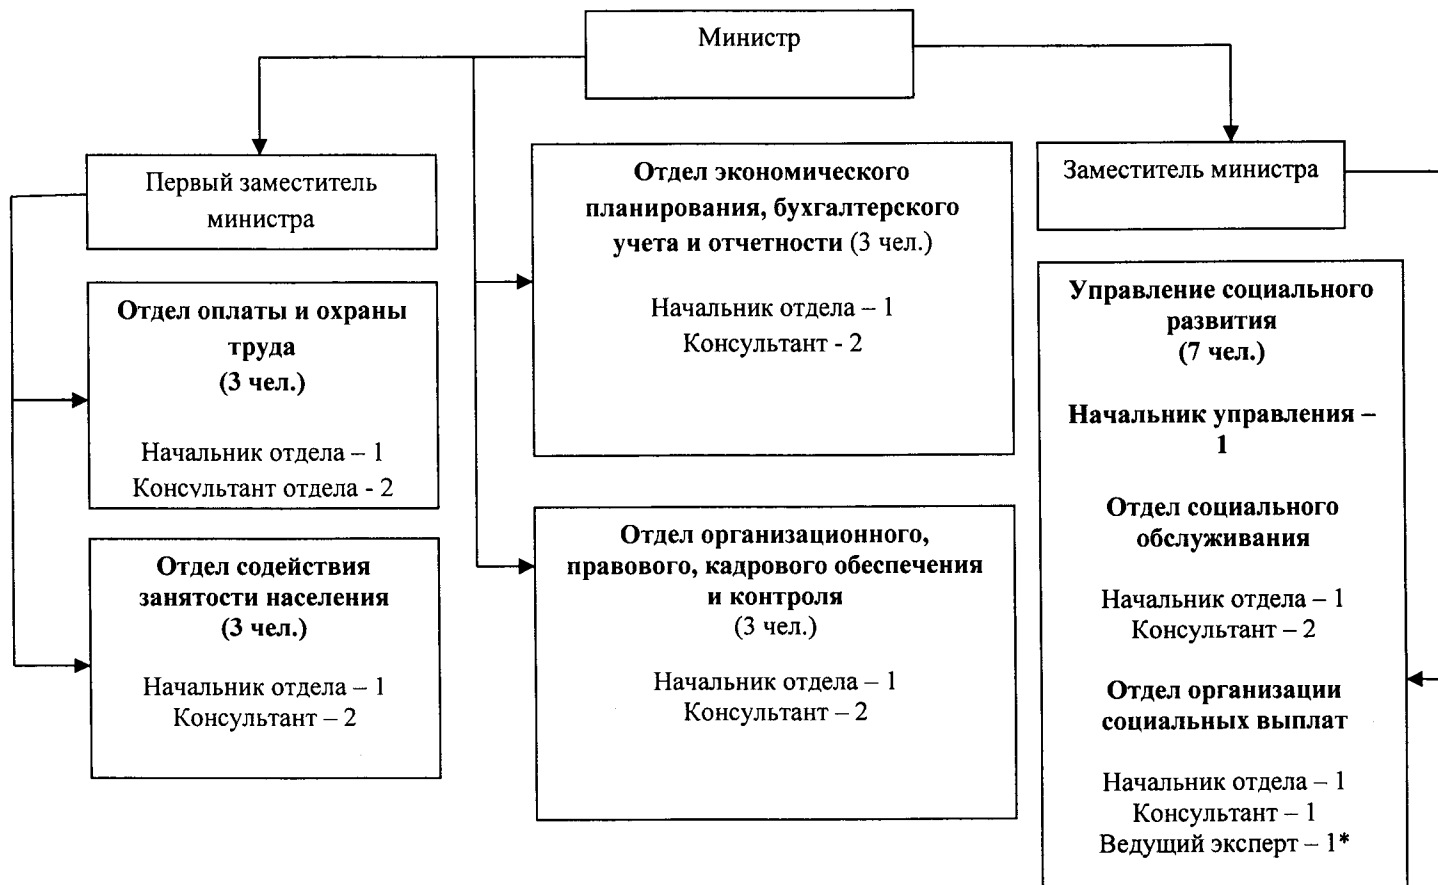 Министр
Первый заместитель
министра
Отдел оплаты и охраны
труда
(3 чел.)
Начальник отдела – 1
Консультант отдела - 2
Отдел содействия
занятости населения
(3 чел.)
Начальник отдела – 1
Консультант – 2
Отдел экономического
планирования, бухгалтерского
учета и отчетности (3 чел.)
Начальник отдела – 1
Консультант - 2
Отдел организационного,
правового, кадрового обеспечения
и контроля
(3 чел.)
Начальник отдела – 1
Консультант – 2
Заместитель министра
Управление социального
развития
(7 чел.)
Начальник управления –
1
Отдел социального
обслуживания
Начальник отдела – 1
Консультант – 2
Отдел организации
социальных выплат
Начальник отдела – 1
Консультант – 1
Ведущий эксперт – 1*